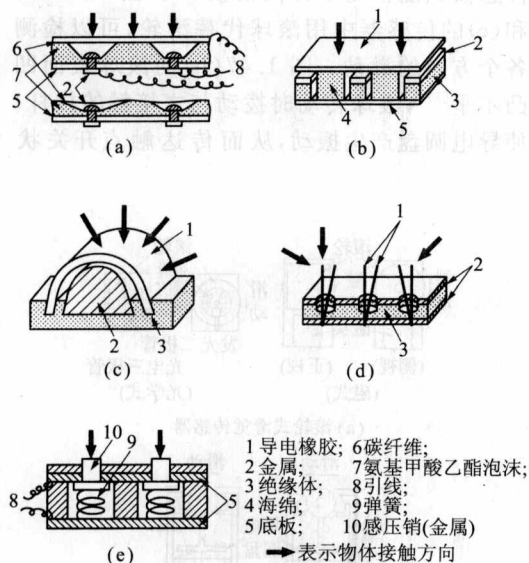 1
6
7
5
2
8
(a)
1
2
3
4
5
(b)
1
2
3
(c)
1
2
3
(d)
10
9
8
5
(e)
1 导电橡胶; 6碳纤维;
2金属; 7氨基甲酸乙酯泡沫;
3绝缘体; 8引线;
4海绵; 9弹簧;
5底板; 10感压销(金属)
➡表示物体接触方向